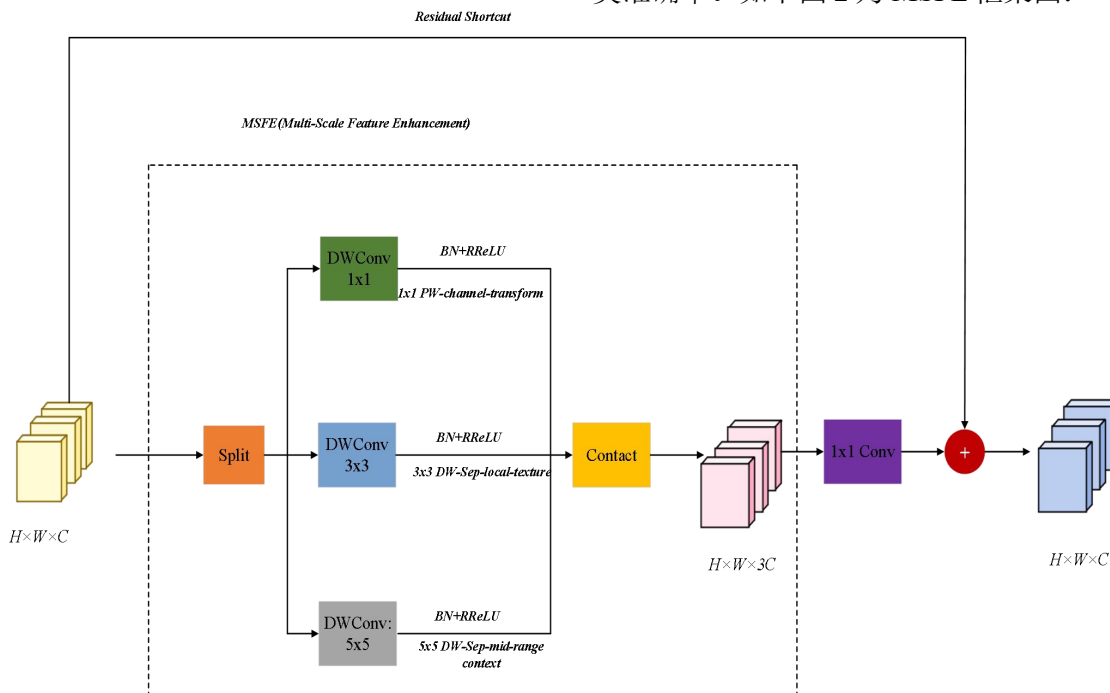 Residual Shortcut
MSFE(Multi-Scale Feature Enhancement)
DWConv
1x1
BN+RReLU
1x1 PW-channel-transform
Split
DWConv
3x3
BN+RReLU
3x3 DW-Sep-local-texture
Contact
1x1 Conv
+
H×W×C
H×W×3C
H×W×C
DWConv:
5x5
BN+RReLU
5x5 DW-Sep-mid-range
context